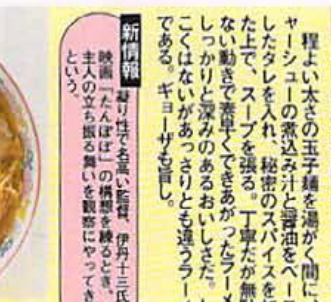 程よい太さの玉子麺を湯がく間に
ャーシューの煮込み汁と醤油をベー
したタレを入れ、秘密のスパイスを
た上で、スープを張る。丁寧だが無
ない動きで素早くできあがったラーメ
しっかりと深みのあるおいしさだ。
こくはないがあっさりとも違うラー
である。ギョーザも旨し。
新情報
凝り性で名高い監督、伊丹十三氏
映画『たんぽぽ』の構想を練るとき、
主人の立ち振る舞いを観察にやってき
という。